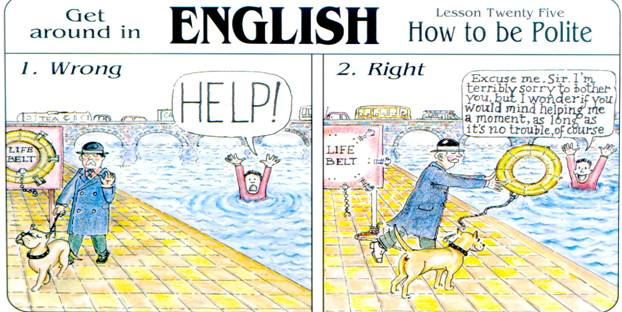 Get
around in
ENGLISH
Lesson Twenty Five
How to be Polite
1. Wrong
HELP!
LIFE
BELT
2. Right
Excuse me, Sir. I'm
terribly sorry to bother
you, but I wonder if you
would mind helping me
a moment, as long as
it's no trouble, of course
LIFE
BELT